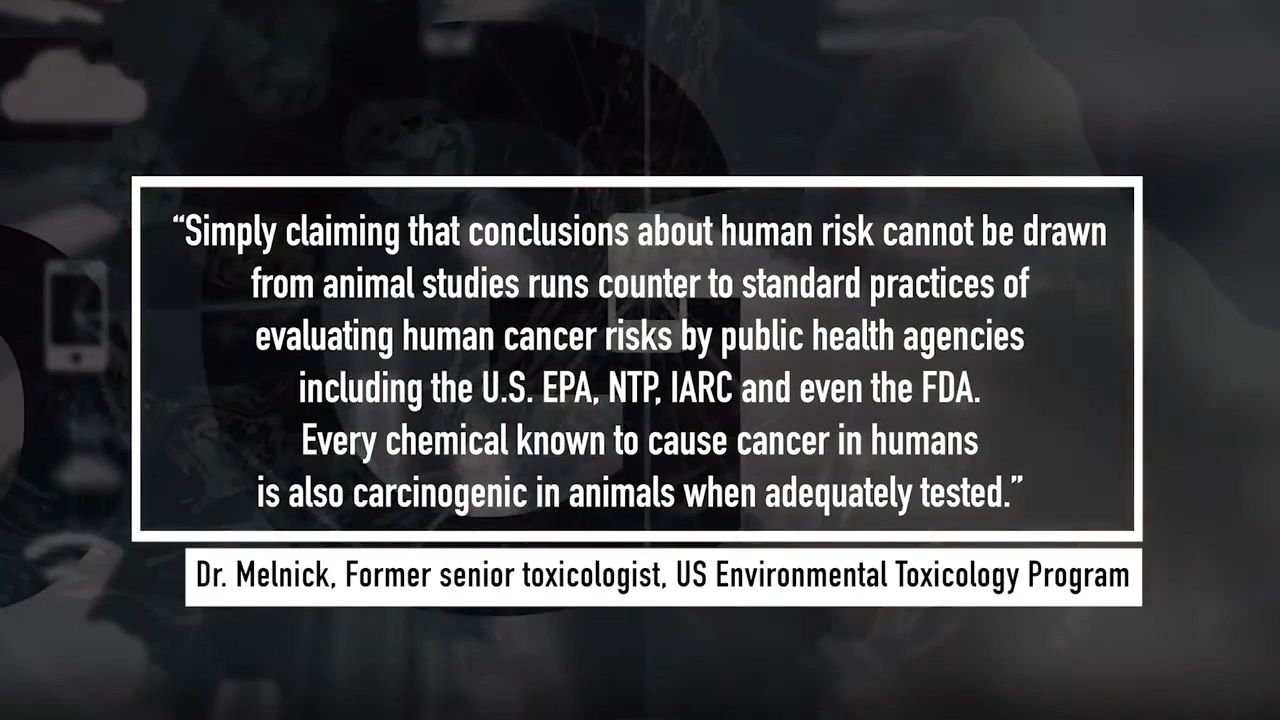 “Simply claiming that conclusions about human risk cannot be drawn
from animal studies runs counter to standard practices of
evaluating human cancer risks by public health agencies
including the U.S. EPA, NTP, IARC and even the FDA.
Every chemical known to cause cancer in humans
is also carcinogenic in animals when adequately tested.”
Dr. Melnick, Former senior toxicologist, US Environmental Toxicology Program